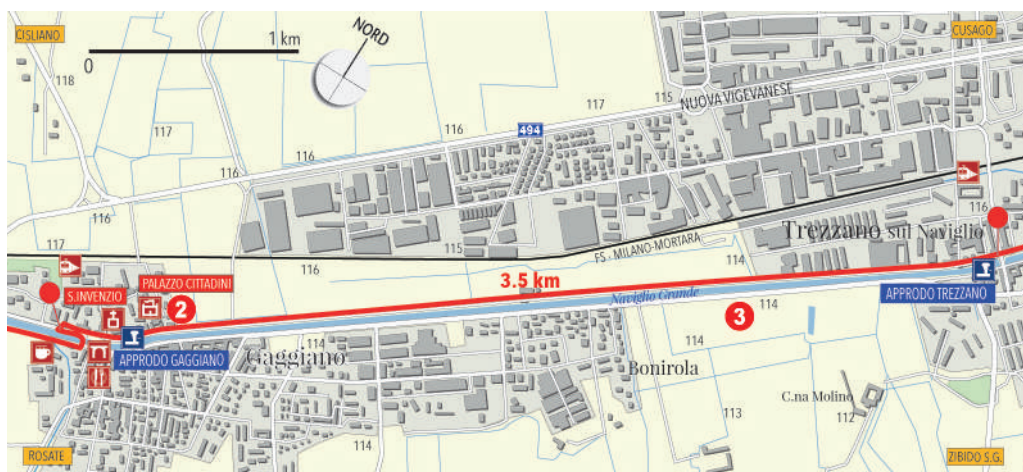 CISLIANO
1 km
0
NORD
CUSAGO
118
117
116
116
116
494
117
115
NUOVA VIGEVANESE
116
117
116
115
FS - MILANO-MORTARA
114
116
Trezzano sul Naviglio
S.INVENZIO
PALAZZO CITTADINI
2
3.5 km
Naviglio Grande
3
114
APPRODO TREZZANO
APPRODO GAGGIANO
114
Gaggiano
114
Bonirola
C.na Molino
112
113
114
ROSATE
ZIBIDO S.G.